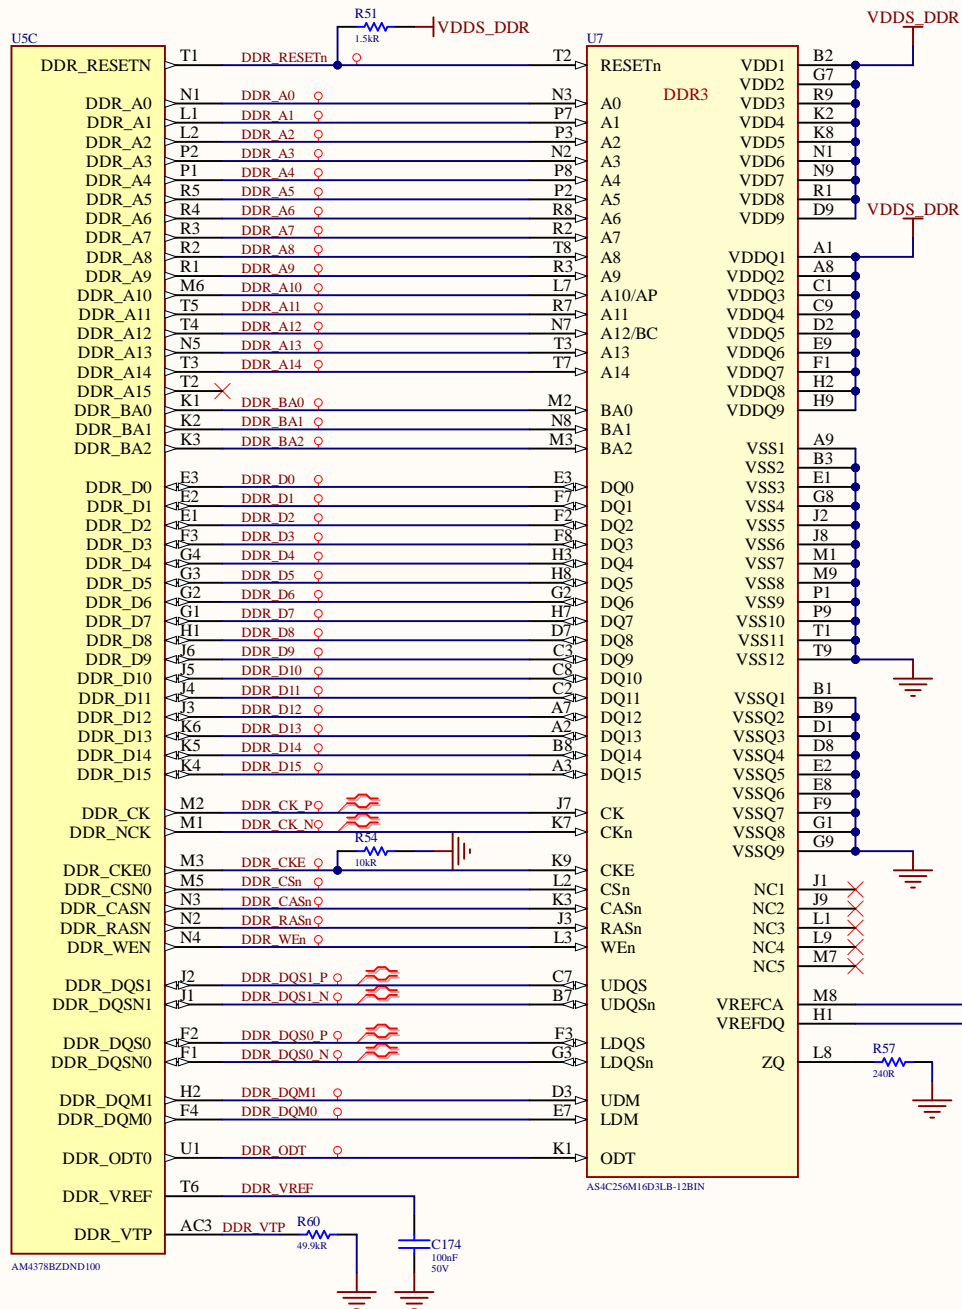 R51
1.5kR
VDDS_DDR
VDDS_DDR
U5C
U7
DDR_RESETN T1 DDR_RESETn T2 RESETn
DDR3
DDR_A0 N1 DDR_A0 N3 A0
DDR_A1 L1 DDR_A1 P7 A1
DDR_A2 L2 DDR_A2 P3 A2
DDR_A3 P2 DDR_A3 N2 A3
DDR_A4 P1 DDR_A4 P8 A4
DDR_A5 R5 DDR_A5 P2 A5
DDR_A6 R4 DDR_A6 R8 A6
DDR_A7 R3 DDR_A7 R2 A7
DDR_A8 R2 DDR_A8 T8 A8
DDR_A9 R1 DDR_A9 R3 A9
DDR_A10 M6 DDR_A10 L7 A10/AP
DDR_A11 T5 DDR_A11 R7 A11
DDR_A12 T4 DDR_A12 N7 A12/BC
DDR_A13 N5 DDR_A13 T3 A13
DDR_A14 T3 DDR_A14 T7 A14
DDR_A15 T2
DDR_BA0 K1 DDR_BA0 M2 BA0
DDR_BA1 K2 DDR_BA1 N8 BA1
DDR_BA2 K3 DDR_BA2 M3 BA2
DDR_D0 E3 DDR_D0 E3 DQ0
DDR_D1 E2 DDR_D1 F7 DQ1
DDR_D2 E1 DDR_D2 F2 DQ2
DDR_D3 F3 DDR_D3 F8 DQ3
DDR_D4 G4 DDR_D4 H3 DQ4
DDR_D5 G3 DDR_D5 H8 DQ5
DDR_D6 G2 DDR_D6 G2 DQ6
DDR_D7 G1 DDR_D7 H7 DQ7
DDR_D8 H1 DDR_D8 D7 DQ8
DDR_D9 J6 DDR_D9 C3 DQ9
DDR_D10 J5 DDR_D10 C8 DQ10
DDR_D11 J4 DDR_D11 C2 DQ11
DDR_D12 J3 DDR_D12 A7 DQ12
DDR_D13 K6 DDR_D13 A2 DQ13
DDR_D14 K5 DDR_D14 B8 DQ14
DDR_D15 K4 DDR_D15 A3 DQ15
DDR_CK M2 DDR_CK_P J7 CK
DDR_NCK M1 DDR_CK_N K7 CKn
R54
10kR
DDR_CKE0 M3 DDR_CKE K9 CKE
DDR_CSN0 M5 DDR_CSn L2 CSn
DDR_CASN N3 DDR_CASn K3 CASn
DDR_RASN N2 DDR_RASn J3 RASn
DDR_WEN N4 DDR_WEn L3 WEn
DDR_DQS1 J2 DDR_DQS1_P C7 UDQS
DDR_DQSN1 J1 DDR_DQS1_N B7 UDQSn
DDR_DQS0 F2 DDR_DQS0_P F3 LDQS
DDR_DQSN0 F1 DDR_DQS0_N G3 LDQSn
DDR_DQM1 H2 DDR_DQM1 D3 UDM
DDR_DQM0 F4 DDR_DQM0 E7 LDM
DDR_ODT0 U1 DDR_ODT K1 ODT
DDR_VREF T6 DDR_VREF
DDR_VTP AC3 DDR_VTP
R60
49.9kR
C174
100nF
50V
AM4378BZDND100
VDD1 B2
VDD2 G7
VDD3 R9
VDD4 K2
VDD5 K8
VDD6 N1
VDD7 N9
VDD8 R1
VDD9 D9
VDDS_DDR
VDDQ1 A1
VDDQ2 A8
VDDQ3 C1
VDDQ4 C9
VDDQ5 D2
VDDQ6 E9
VDDQ7 F1
VDDQ8 H2
VDDQ9 H9
VSS1 A9
VSS2 B3
VSS3 E1
VSS4 G8
VSS5 J2
VSS6 J8
VSS7 M1
VSS8 M9
VSS9 P1
VSS10 P9
VSS11 T1
VSS12 T9
VSSQ1 B1
VSSQ2 B9
VSSQ3 D1
VSSQ4 D8
VSSQ5 E2
VSSQ6 E8
VSSQ7 F9
VSSQ8 G1
VSSQ9 G9
NC1 J1
NC2 J9
NC3 L1
NC4 L9
NC5 M7
VREFCA M8
VREFDQ H1
ZQ L8
R57
240R
AS4C256M16D3LB-12BIN